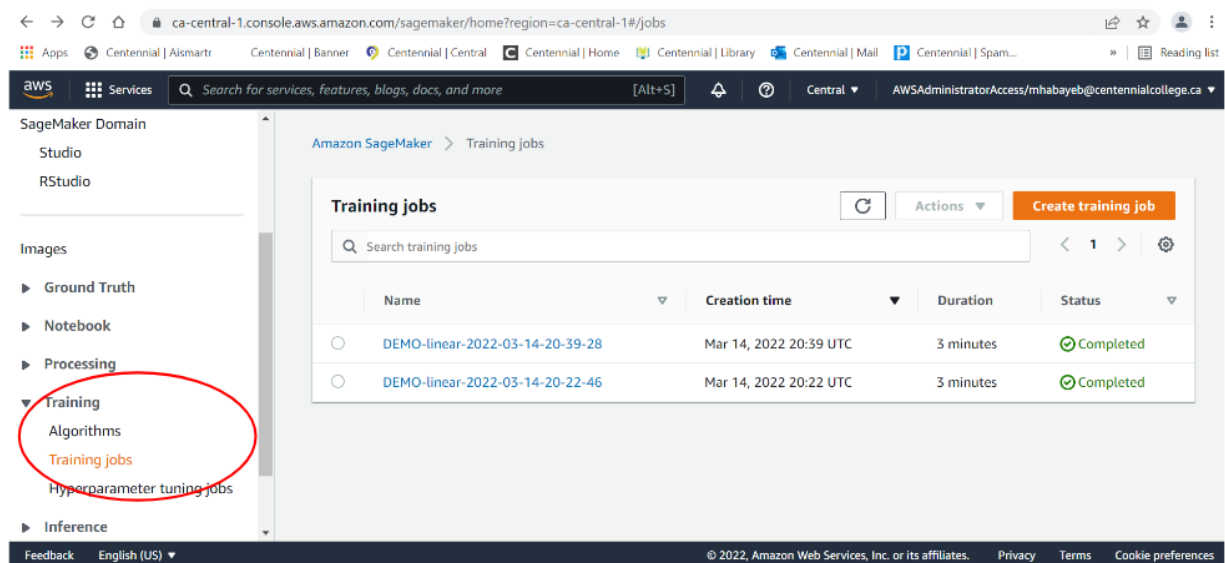 ca-central-1.console.aws.amazon.com/sagemaker/home?region=ca-central-1#/jobs
Apps Centennial | Aismartr Centennial | Banner Centennial | Central Centennial | Home Centennial | Library Centennial | Mail Centennial | Spam... » Reading list
aws Services Search for services, features, blogs, docs, and more [Alt+S] Central ▼ AWSAdministratorAccess/mhabayeb@centennialcollege.ca ▼
SageMaker Domain
Studio
RStudio
Images
Ground Truth
Notebook
Processing
Training
Algorithms
Training jobs
Hyperparameter tuning jobs
Inference
Amazon SageMaker > Training jobs
Training jobs Actions ▼ Create training job
Search training jobs < 1 >
Name Creation time Duration Status
DEMO-linear-2022-03-14-20-39-28 Mar 14, 2022 20:39 UTC 3 minutes Completed
DEMO-linear-2022-03-14-20-22-46 Mar 14, 2022 20:22 UTC 3 minutes Completed
Feedback English (US) ▼ © 2022, Amazon Web Services, Inc. or its affiliates. Privacy Terms Cookie preferences